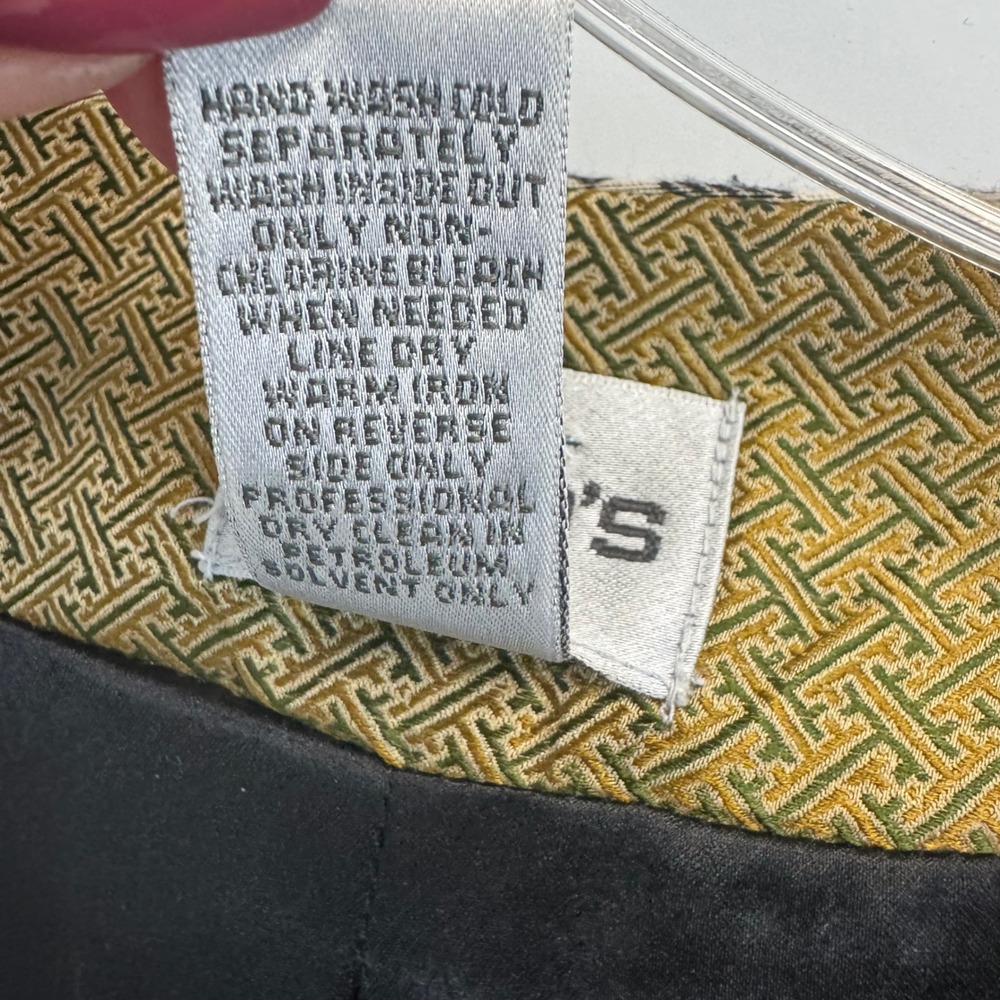 HAND WASH COLD
SEPARATELY
WASH INSIDE OUT
ONLY NON-
CHLORINE BLEACH
WHEN NEEDED
LINE DRY
WARM IRON
ON REVERSE
SIDE ONLY
PROFESSIONAL
DRY CLEAN IN
PETROLEUM
SOLVENT ONLY
'S